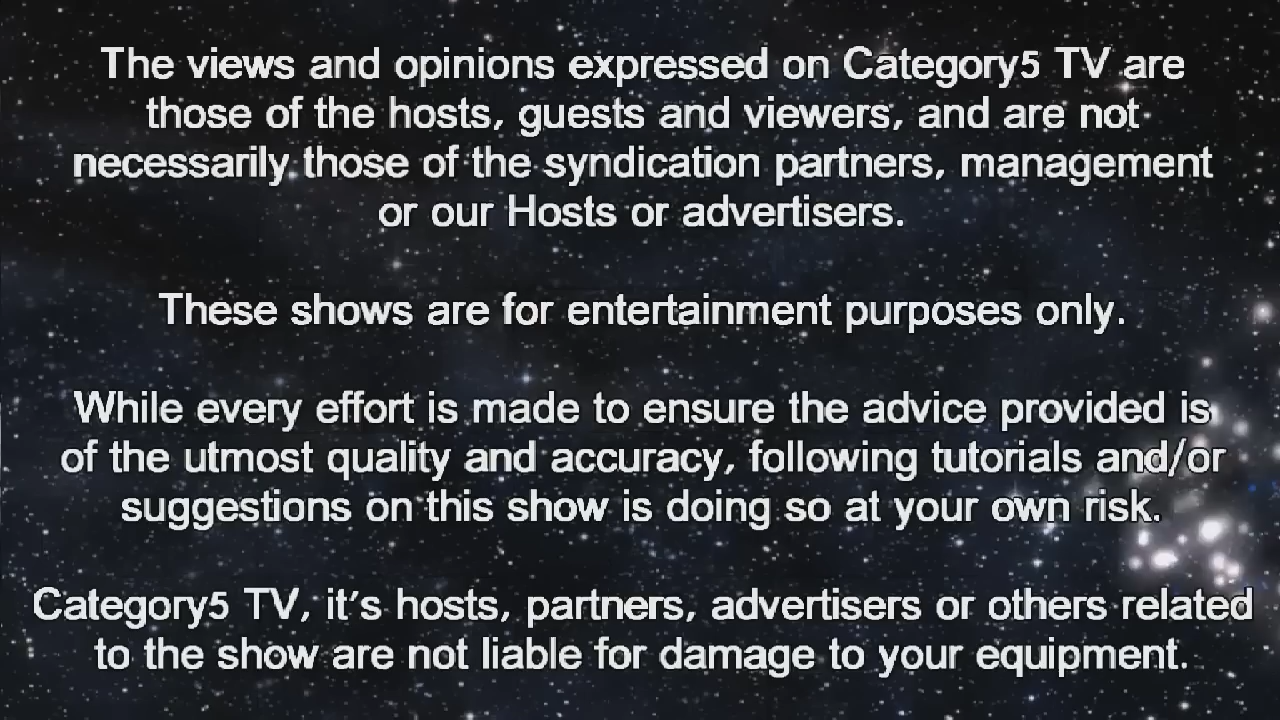 The views and opinions expressed on Category5 TV are
those of the hosts, guests and viewers, and are not
necessarily those of the syndication partners, management
or our Hosts or advertisers.
These shows are for entertainment purposes only.
While every effort is made to ensure the advice provided is
of the utmost quality and accuracy, following tutorials and/or
suggestions on this show is doing so at your own risk.
Category5 TV, it's hosts, partners, advertisers or others related
to the show are not liable for damage to your equipment.